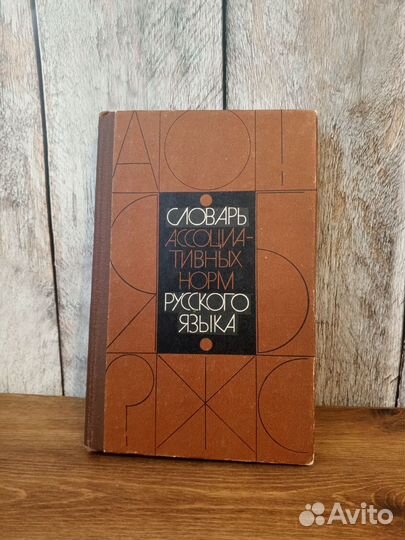 СЛОВАРЬ
АССОЦИА-
ТИВНЫХ
НОРМ
РУССКОГО
ЯЗЫКА
Avito